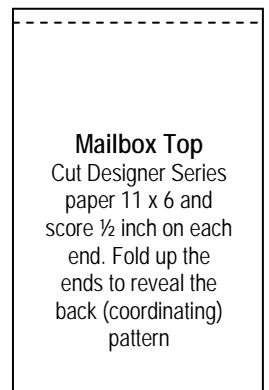 Mailbox Top
Cut Designer Series
paper 11 x 6 and
score ½ inch on each
end. Fold up the
ends to reveal the
back (coordinating)
pattern